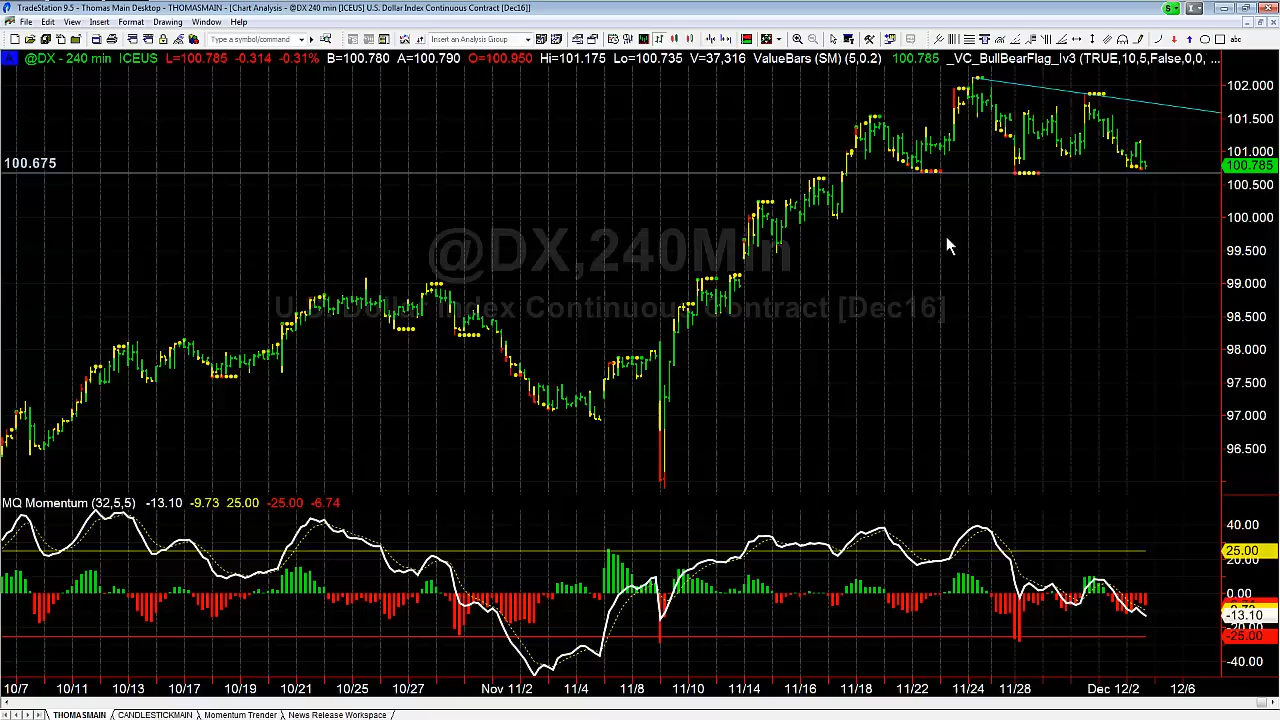 TradeStation 9.5 - Thomas Main Desktop - THOMASMAIN - [Chart Analysis - @DX 240 min [ICEUS] U.S. Dollar Index Continuous Contract [Dec16]]
File Edit View Insert Format Drawing Window Help
Type a symbol/command Insert an Analysis Group abc
@DX - 240 min ICEUS L=100.785 -0.314 -0.31% B=100.780 A=100.790 O=100.950 Hi=101.175 Lo=100.735 V=37,316 ValueBars (SM) (5,0.2) 100.785 _VC_BullBearFlag_lv3 (TRUE,10,5,False,0,0, ...
102.000
101.500
101.000
100.675
100.785
100.500
100.000
@DX,240Min
99.500
99.000
U.S. Dollar Index Continuous Contract [Dec16]
98.500
98.000
97.500
97.000
96.500
MQ Momentum (32,5,5) -13.10 -9.73 25.00 -25.00 -6.74
40.00
25.00
20.00
0.00
-13.10
-25.00
-40.00
10/7 10/11 10/13 10/17 10/19 10/21 10/25 10/27 Nov 11/2 11/4 11/8 11/10 11/14 11/16 11/18 11/22 11/24 11/28 Dec 12/2 12/6
THOMASMAIN CANDLESTICKMAIN Momentum Trender News Release Workspace